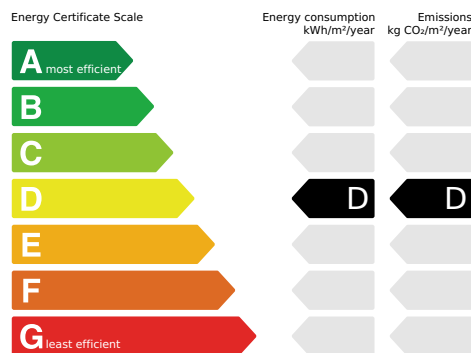 Energy Certificate Scale
Energy consumption
kWh/m²/year
Emissions
kg CO₂/m²/year
A most efficient
B
C
D D D
E
F
G least efficient